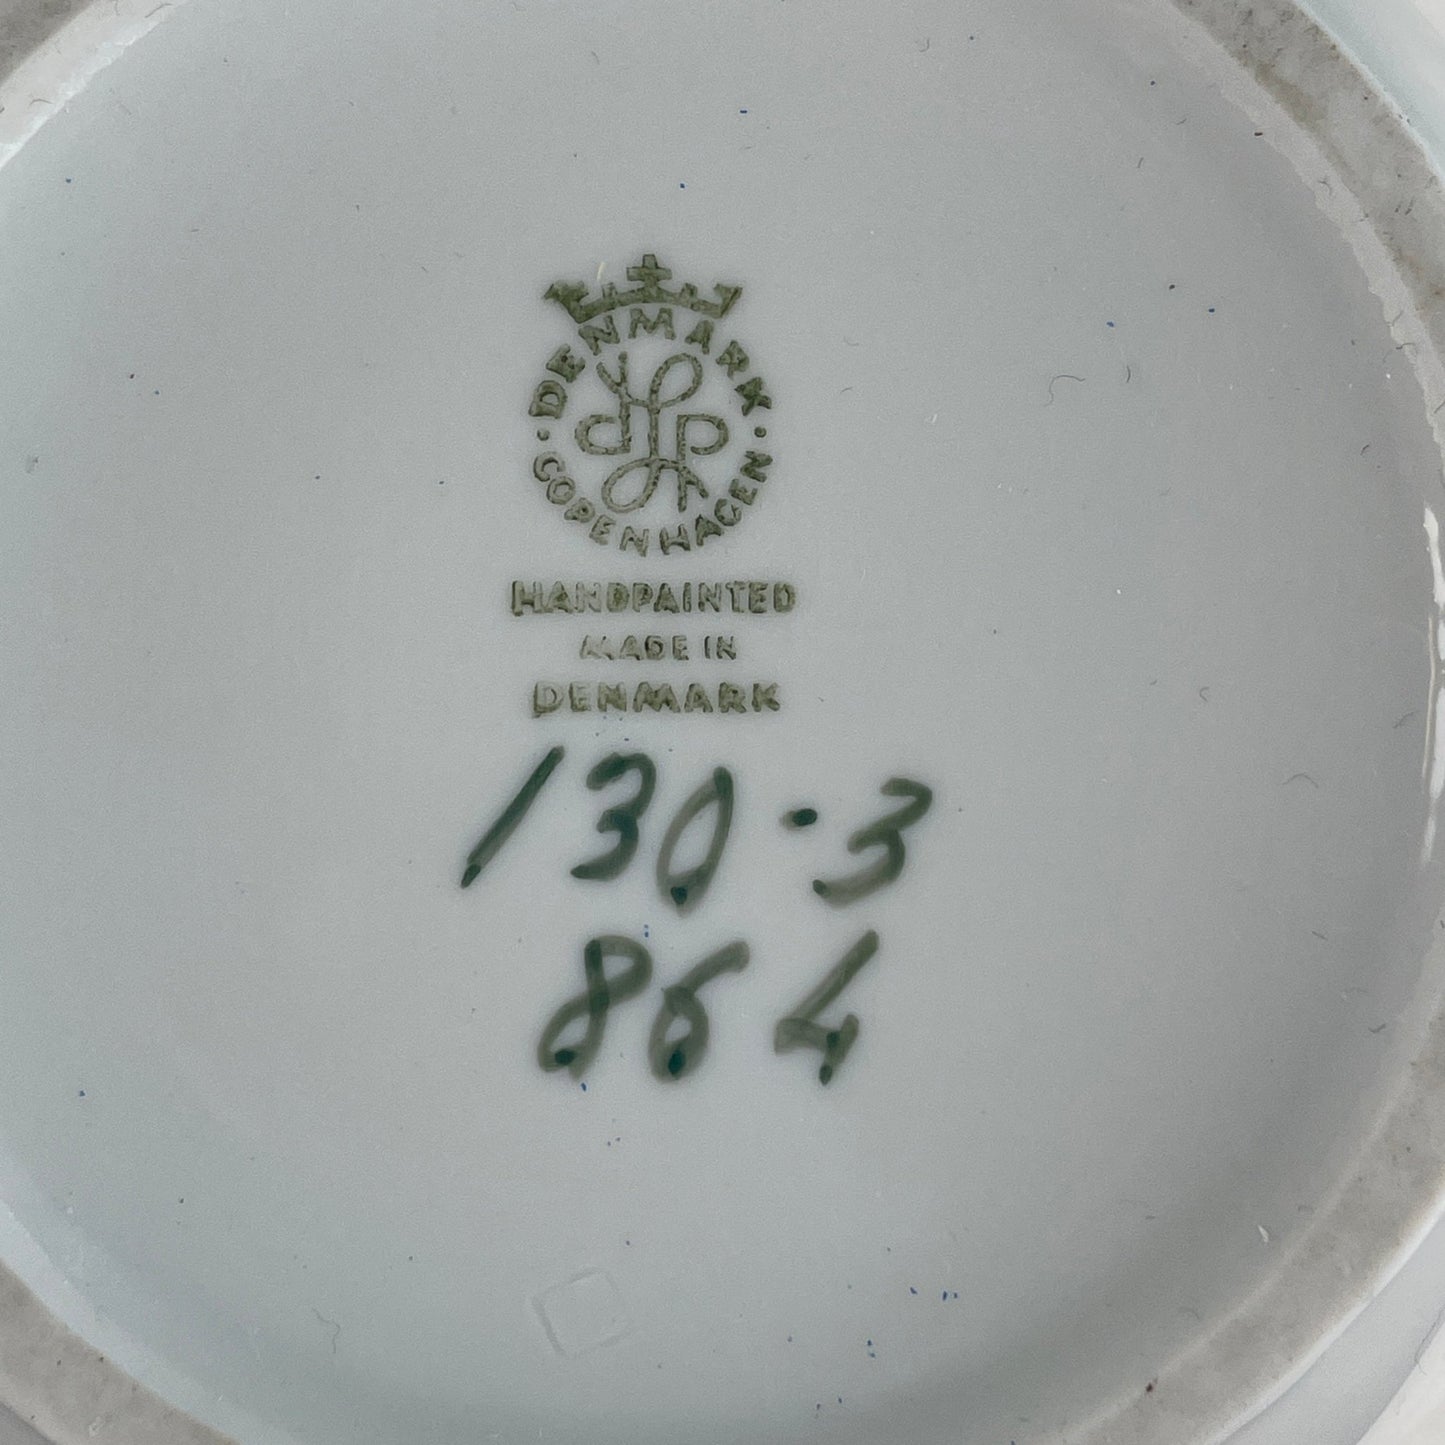 DENMARK
COPENHAGEN
HANDPAINTED
MADE IN
DENMARK
130·3
864